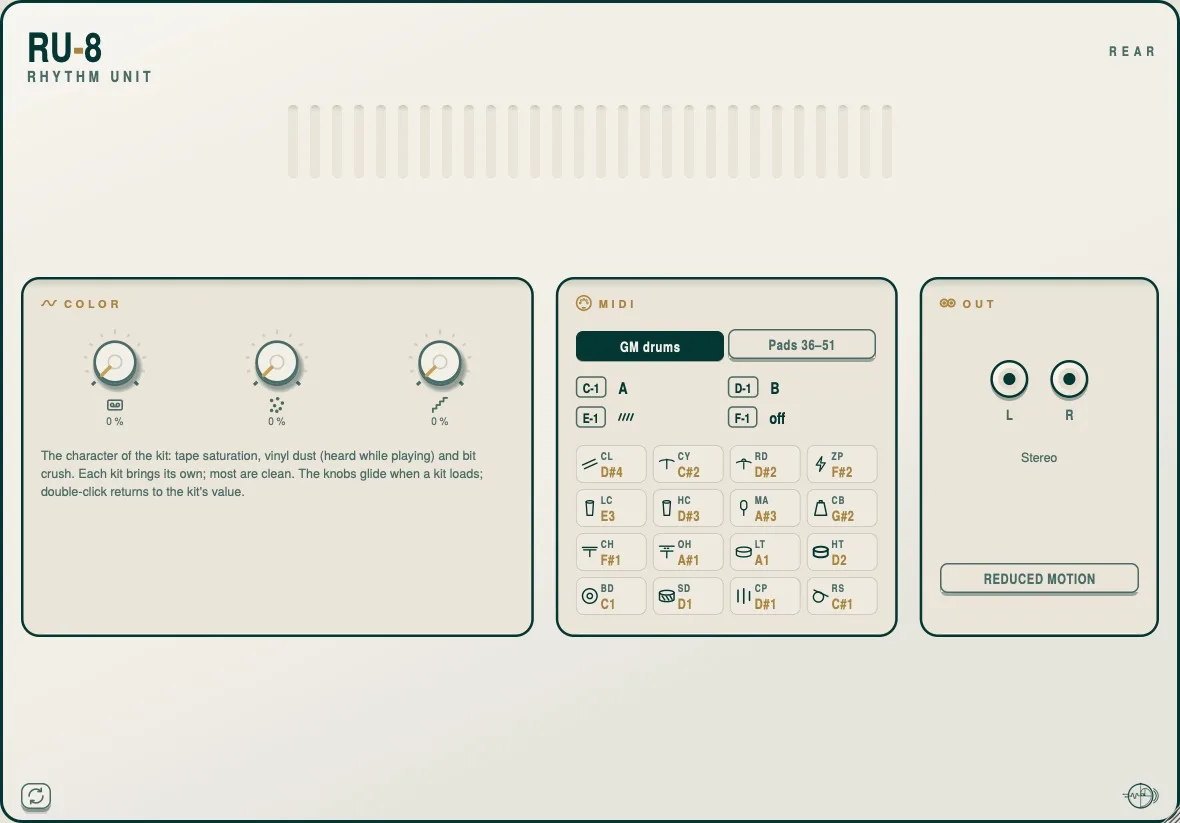 RU-8
RHYTHM UNIT
REAR
COLOR
0 %
0 %
0 %
The character of the kit: tape saturation, vinyl dust (heard while playing) and bit
crush. Each kit brings its own; most are clean. The knobs glide when a kit loads;
double-click returns to the kit's value.
MIDI
GM drums
Pads 36–51
C-1 A
D-1 B
E-1 ////
F-1 off
CL D#4
CY C#2
RD D#2
ZP F#2
LC E3
HC D#3
MA A#3
CB G#2
CH F#1
OH A#1
LT A1
HT D2
BD C1
SD D1
CP D#1
RS C#1
OUT
L
R
Stereo
REDUCED MOTION